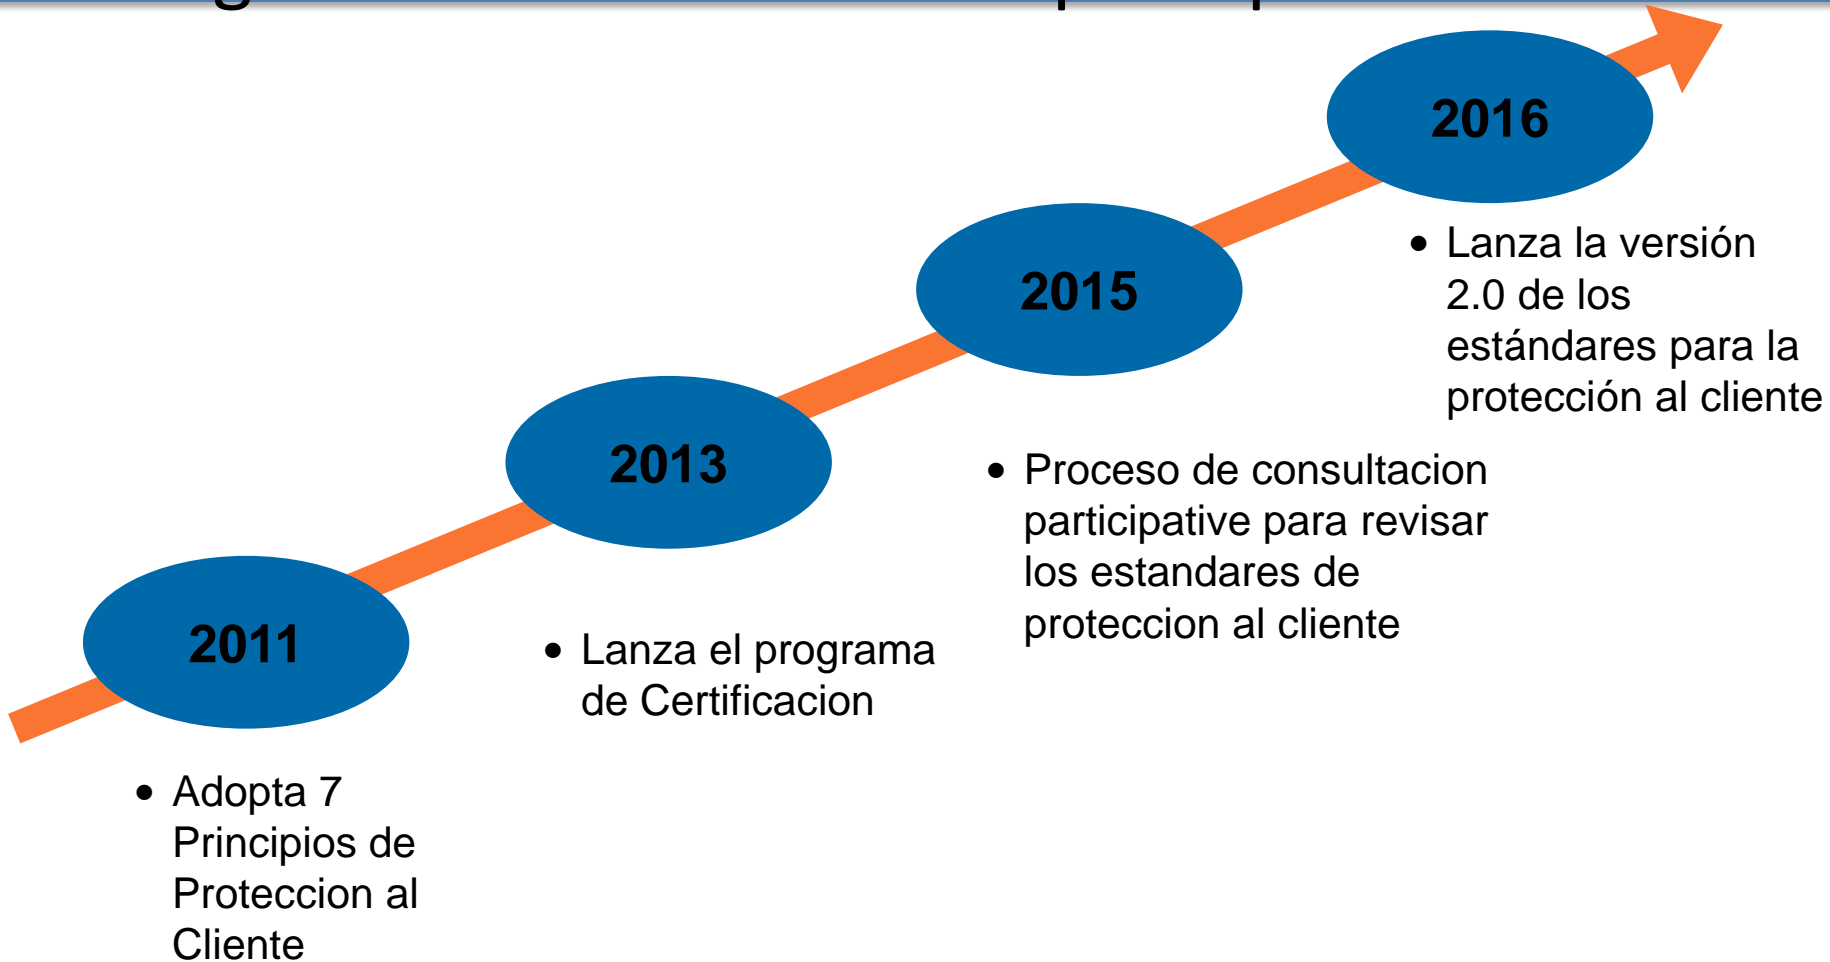 2016
• Lanza la versión
2.0 de los
estándares para la
protección al cliente
2015
• Proceso de consultacion
participative para revisar
los estandares de
proteccion al cliente
2013
• Lanza el programa
de Certificacion
2011
• Adopta 7
Principios de
Proteccion al
Cliente